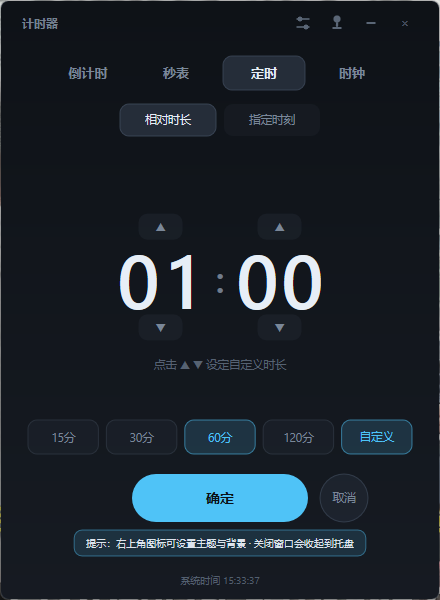 计时器
倒计时 秒表 定时 时钟
相对时长 指定时刻
▲ ▲
01:00
▼ ▼
点击 ▲▼ 设定自定义时长
15分 30分 60分 120分 自定义
确定 取消
提示：右上角图标可设置主题与背景 · 关闭窗口会收起到托盘
系统时间 15:33:37